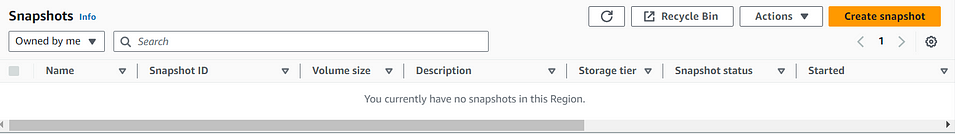 Snapshots Info
Recycle Bin
Actions
Create snapshot
Owned by me
Search
1
Name Snapshot ID Volume size Description Storage tier Snapshot status Started
You currently have no snapshots in this Region.